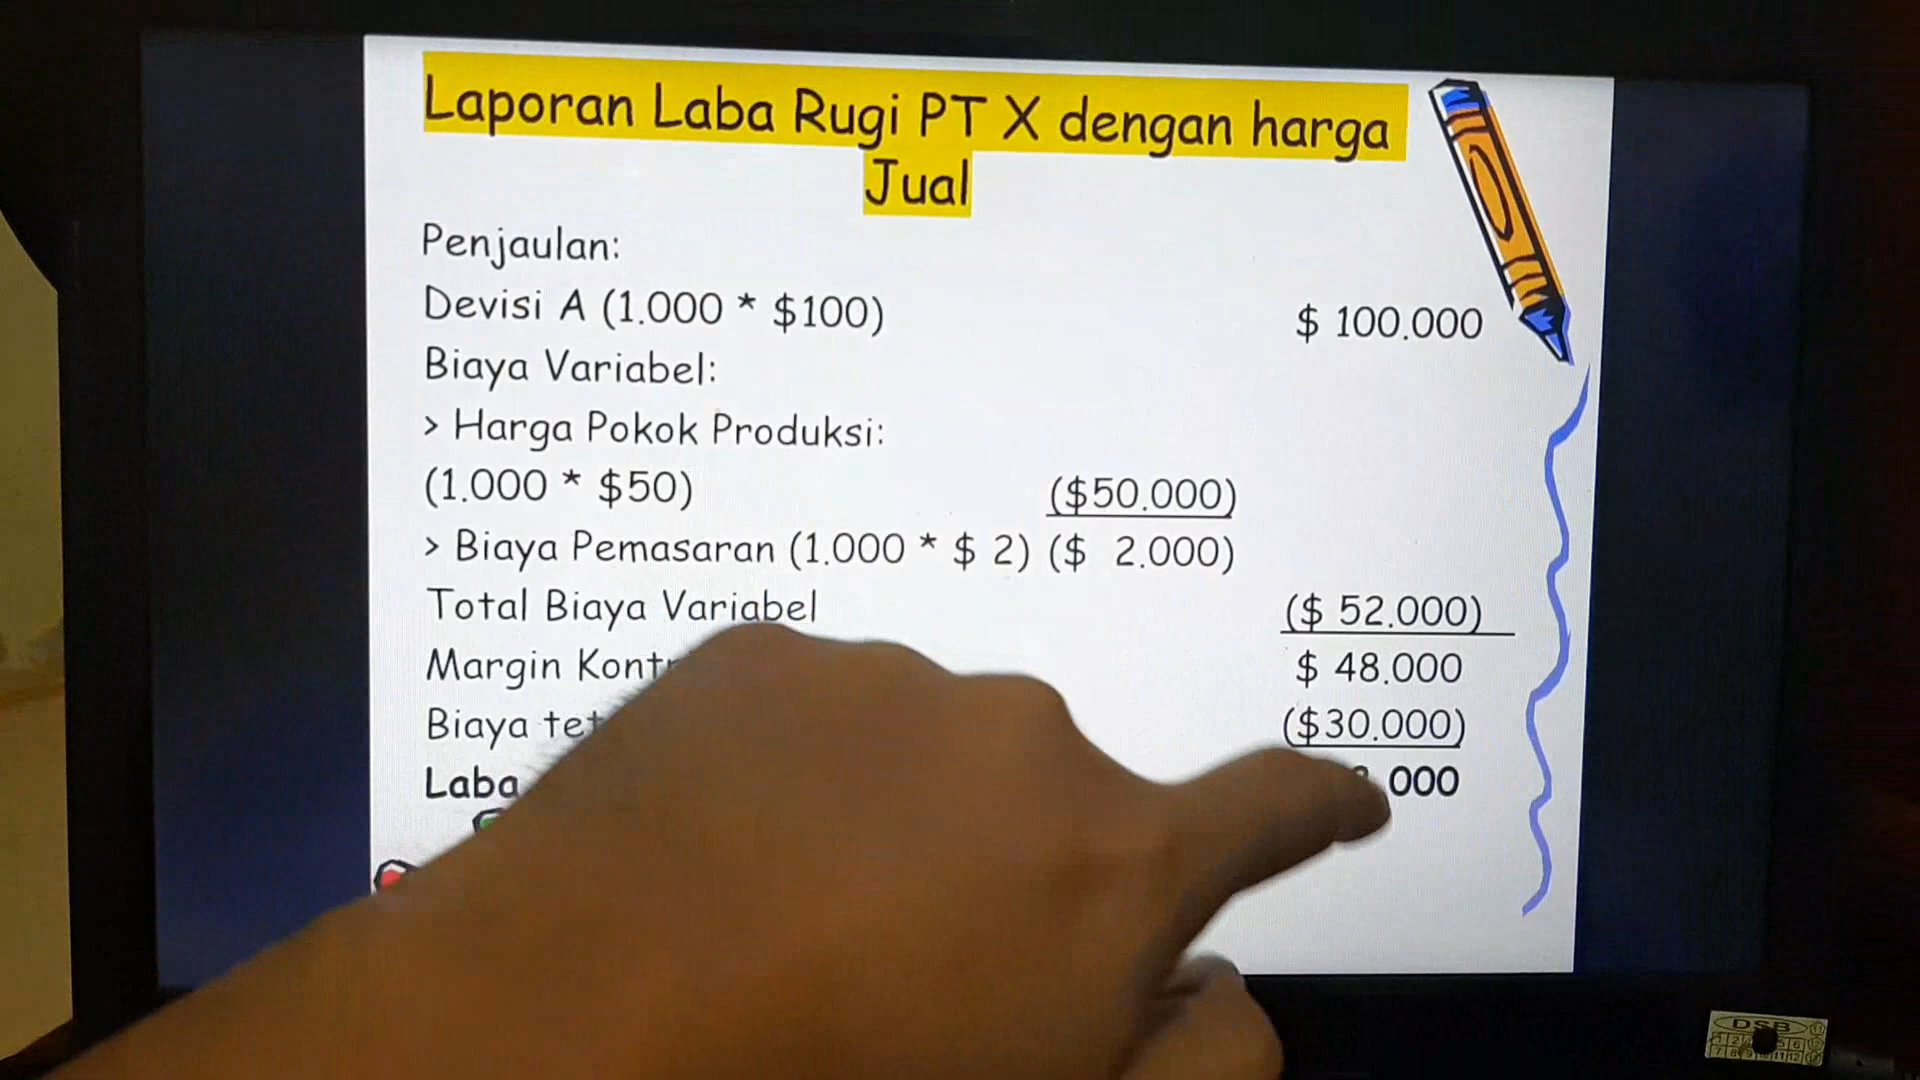 Laporan Laba Rugi PT X dengan harga
Jual
Penjaulan:
Devisi A (1.000 * $100) $ 100.000
Biaya Variabel:
> Harga Pokok Produksi:
(1.000 * $50) ($50.000)
> Biaya Pemasaran (1.000 * $ 2) ($ 2.000)
Total Biaya Variabel ($ 52.000)
Margin $ 48.000
Biaya ($30.000)
Laba .000
DSB